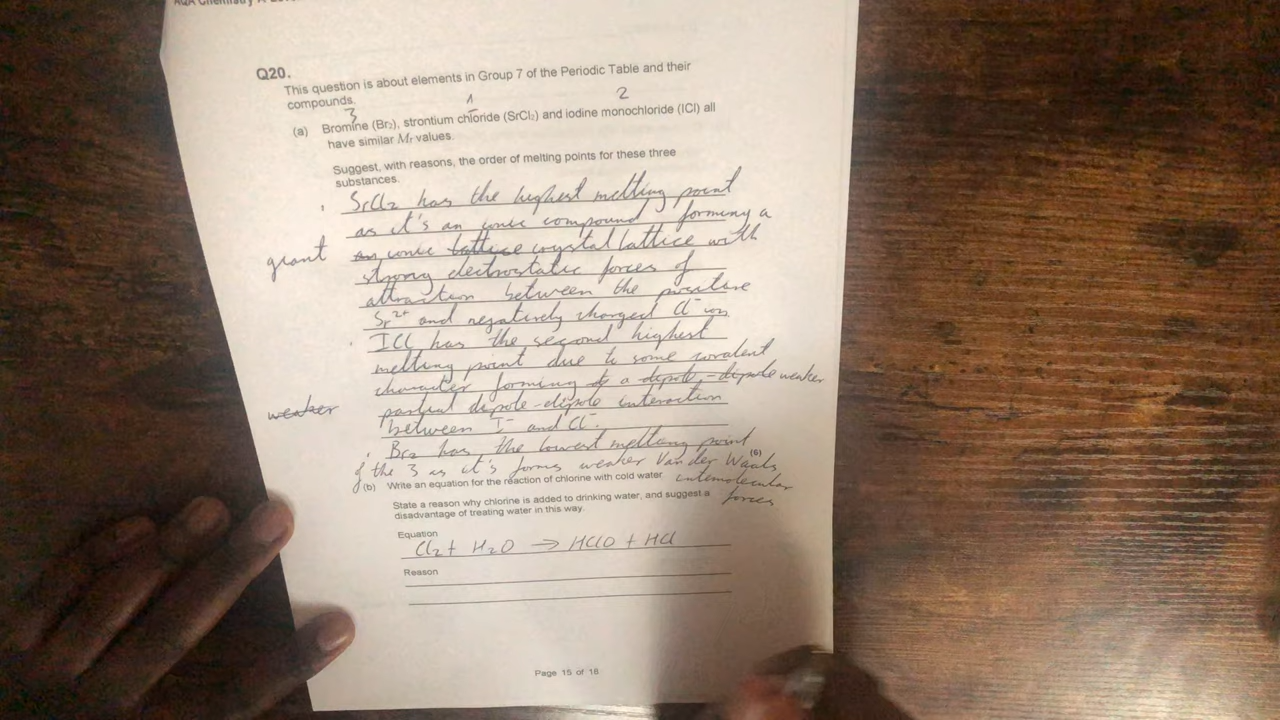 Q20.
This question is about elements in Group 7 of the Periodic Table and their
compounds.
3 1 2
(a) Bromine (Br₂), strontium chloride (SrCl₂) and iodine monochloride (ICl) all
have similar Mr values.
Suggest, with reasons, the order of melting points for these three
substances.
SrCl₂ has the highest melting point
as it's an ionic compound, forming a
giant an ionic lattice crystal lattice with
strong electrostatic forces of
attraction between the positive
Sr²⁺ and negatively charged Cl⁻ ion
ICl has the second highest
melting point due to some covalent
character forming to a dipole-dipole weaker
weaker partial dipole-dipole interaction
between I⁻ and Cl⁻.
Br₂ has the lowest melting point
of the 3 as it's forms weaker Van der Waals
(6)
intemolecular
forces
(b) Write an equation for the reaction of chlorine with cold water
State a reason why chlorine is added to drinking water, and suggest a
disadvantage of treating water in this way.
Equation
Cl₂ + H₂O → HClO + HCl
Reason
Page 15 of 18